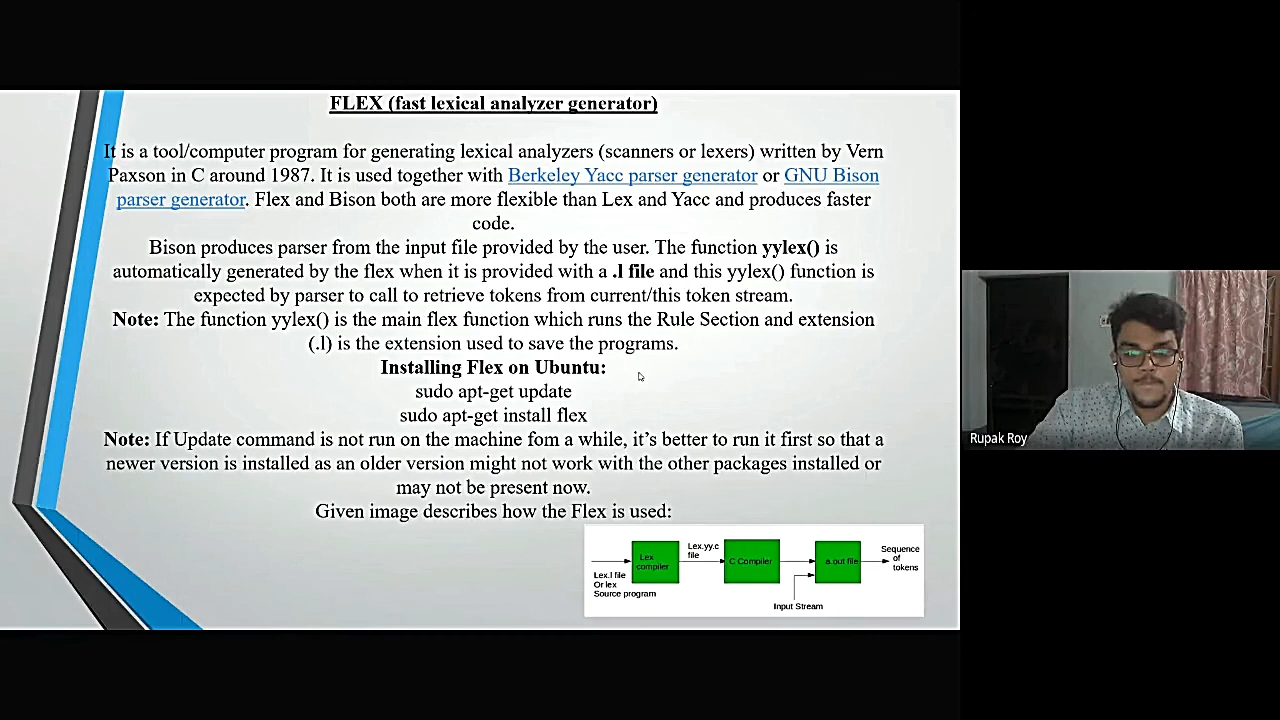 FLEX (fast lexical analyzer generator)
It is a tool/computer program for generating lexical analyzers (scanners or lexers) written by Vern
Paxson in C around 1987. It is used together with Berkeley Yacc parser generator or GNU Bison
parser generator. Flex and Bison both are more flexible than Lex and Yacc and produces faster
code.
Bison produces parser from the input file provided by the user. The function yylex() is
automatically generated by the flex when it is provided with a .l file and this yylex() function is
expected by parser to call to retrieve tokens from current/this token stream.
Note: The function yylex() is the main flex function which runs the Rule Section and extension
(.l) is the extension used to save the programs.
Installing Flex on Ubuntu:
sudo apt-get update
sudo apt-get install flex
Note: If Update command is not run on the machine fom a while, it's better to run it first so that a
newer version is installed as an older version might not work with the other packages installed or
may not be present now.
Given image describes how the Flex is used:
Lex.l file
Or lex
Source program
Lex
compiler
Lex.yy.c
file
C Compiler
a.out file
Input Stream
Sequence
of
tokens
Rupak Roy